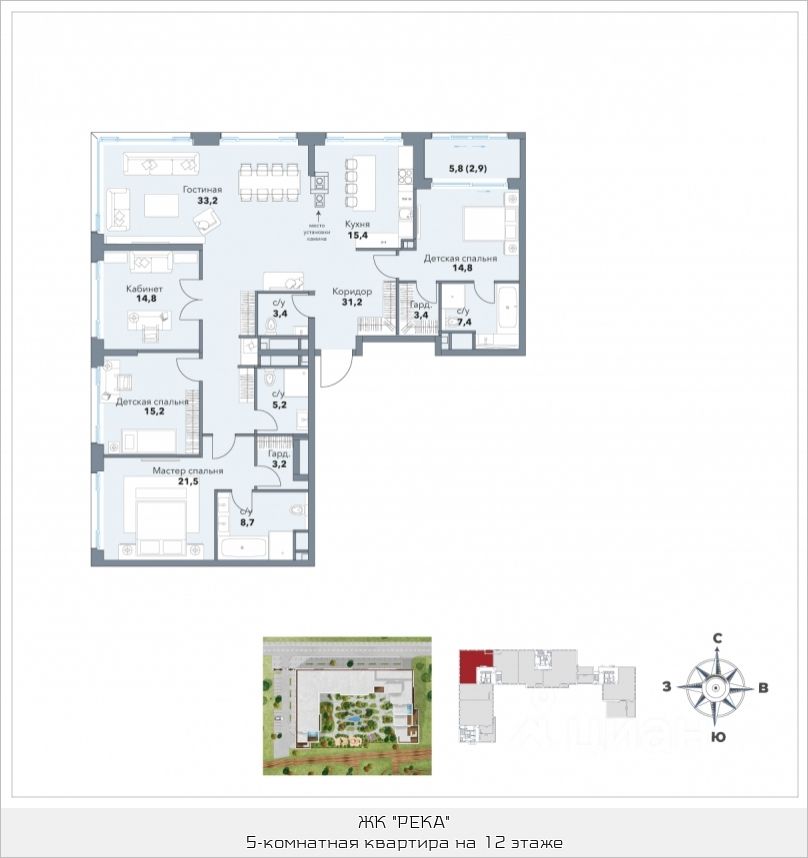 5,8 (2,9)
Гостиная
33,2
место
установки
камина
Кухня
15,4
Детская спальня
14,8
Кабинет
14,8
Коридор
31,2
с/у
3,4
Гард.
3,4
с/у
7,4
Детская спальня
15,2
с/у
5,2
Гард.
3,2
Мастер спальня
21,5
с/у
8,7
С
З
В
Ю
циан
ЖК "РЕКА"
5-комнатная квартира на 12 этаже